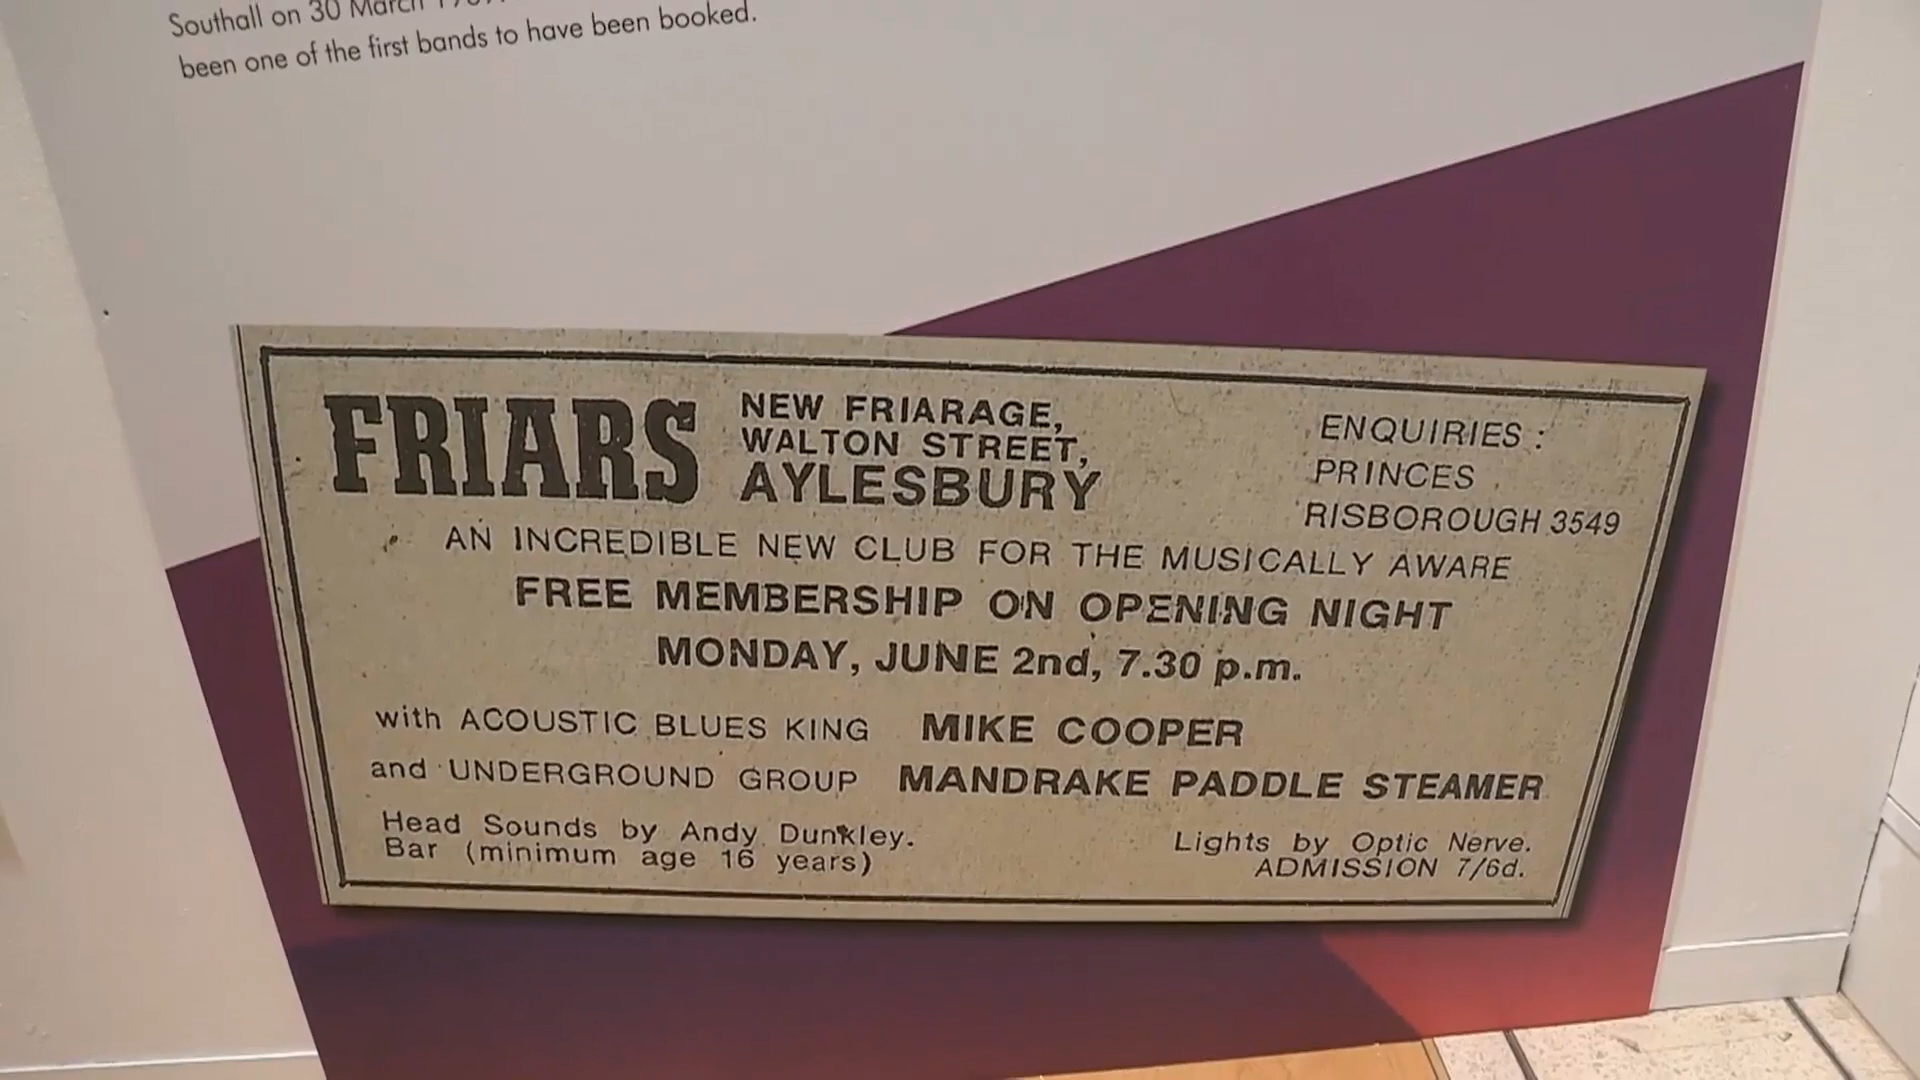 Southall on 30 March
been one of the first bands to have been booked.
FRIARS
NEW FRIARAGE,
WALTON STREET,
AYLESBURY
ENQUIRIES :
PRINCES
RISBOROUGH 3549
AN INCREDIBLE NEW CLUB FOR THE MUSICALLY AWARE
FREE MEMBERSHIP ON OPENING NIGHT
MONDAY, JUNE 2nd, 7.30 p.m.
with ACOUSTIC BLUES KING MIKE COOPER
and UNDERGROUND GROUP MANDRAKE PADDLE STEAMER
Head Sounds by Andy Dunkley.
Bar (minimum age 16 years)
Lights by Optic Nerve.
ADMISSION 7/6d.